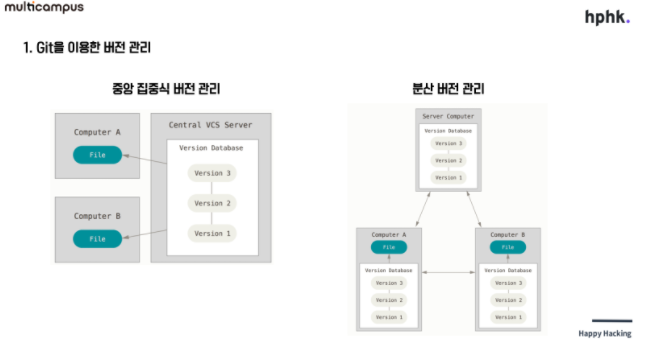 multicampus
hphk.
1. Git을 이용한 버전 관리
중앙 집중식 버전 관리
Computer A
File
Computer B
File
Central VCS Server
Version Database
Version 3
Version 2
Version 1
분산 버전 관리
Server Computer
Version Database
Version 3
Version 2
Version 1
Computer A
File
Version Database
Version 3
Version 2
Version 1
Computer B
File
Version Database
Version 3
Version 2
Version 1
Happy Hacking